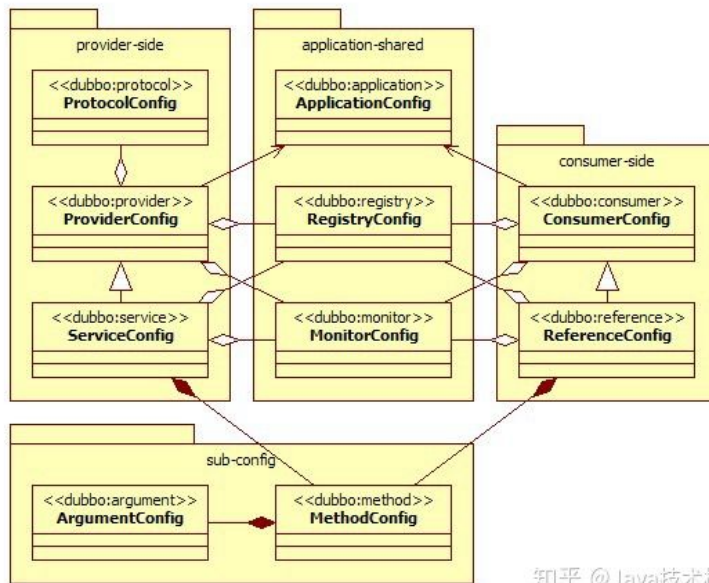 provider-side
<<dubbo:protocol>>
ProtocolConfig
<<dubbo:provider>>
ProviderConfig
<<dubbo:service>>
ServiceConfig
application-shared
<<dubbo:application>>
ApplicationConfig
<<dubbo:registry>>
RegistryConfig
<<dubbo:monitor>>
MonitorConfig
consumer-side
<<dubbo:consumer>>
ConsumerConfig
<<dubbo:reference>>
ReferenceConfig
sub-config
<<dubbo:argument>>
ArgumentConfig
<<dubbo:method>>
MethodConfig
知乎 @Java技术